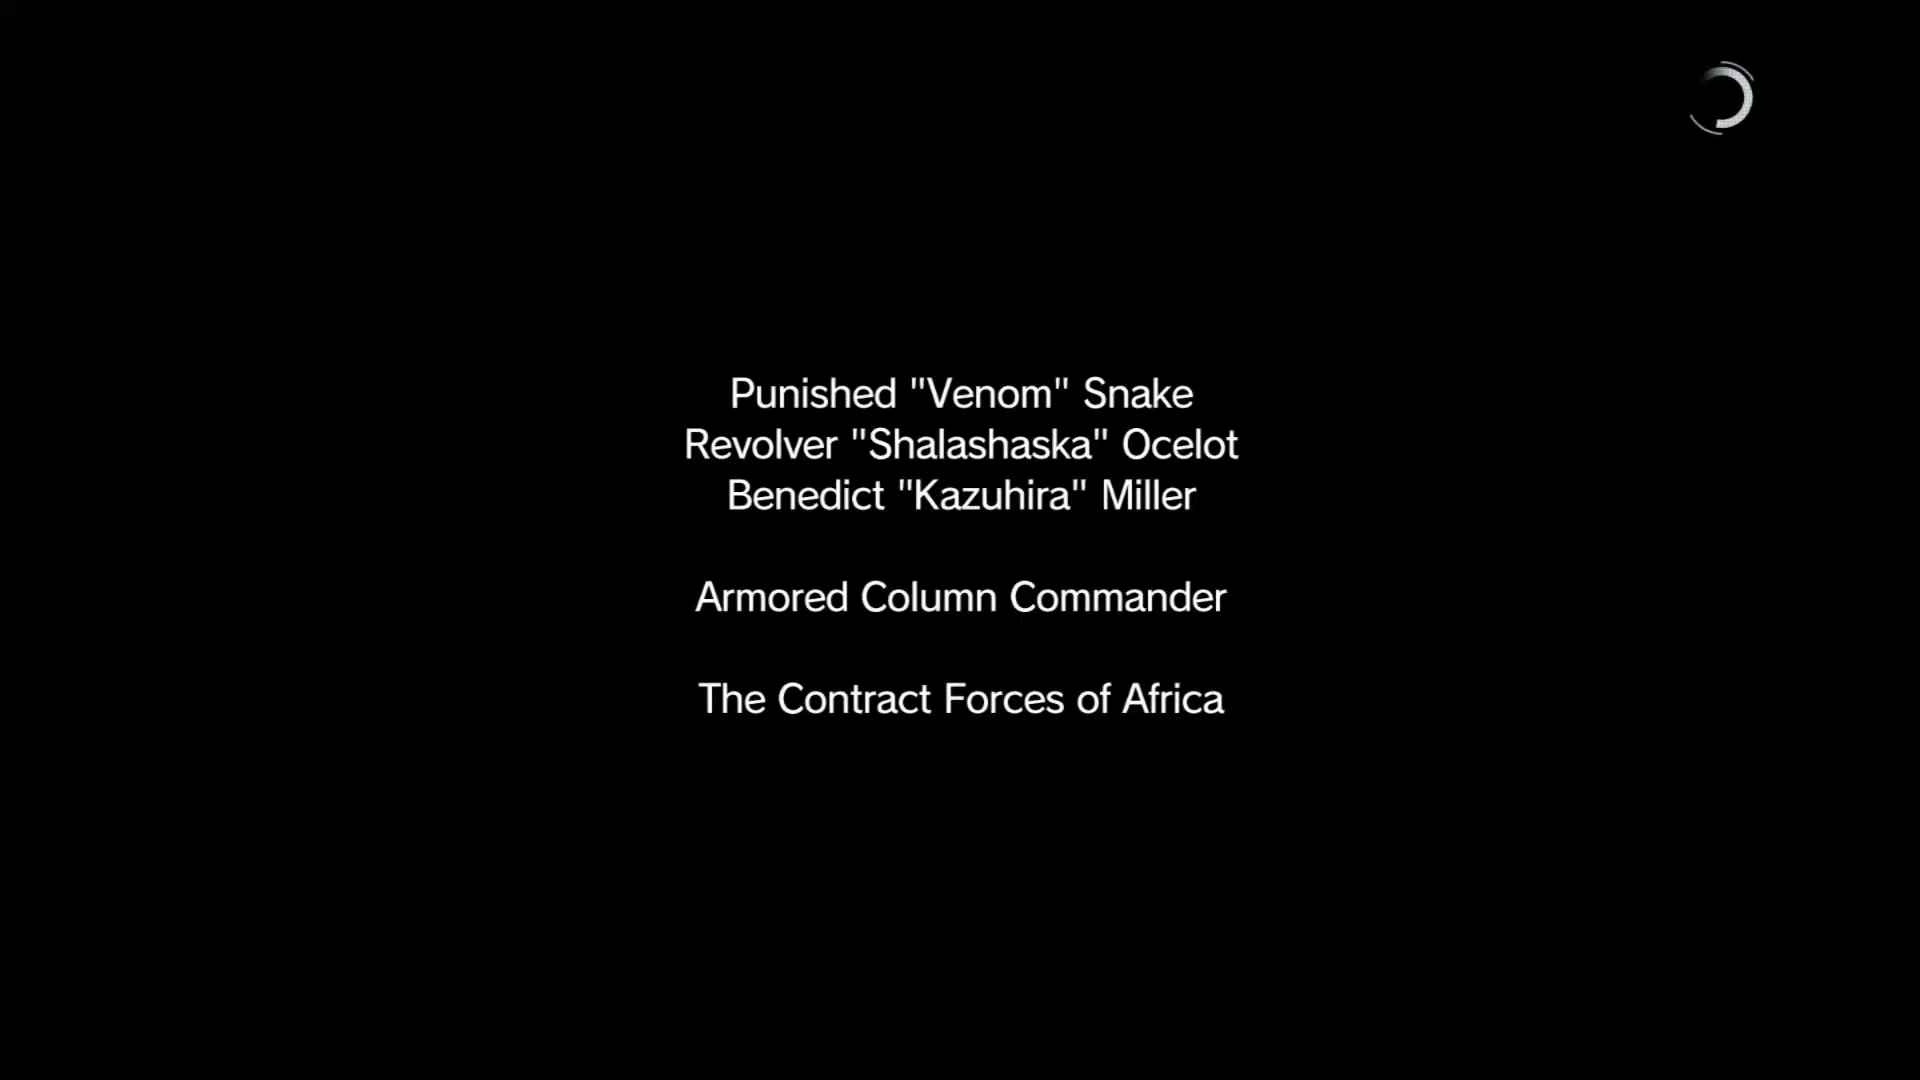 Punished "Venom" Snake
Revolver "Shalashaska" Ocelot
Benedict "Kazuhira" Miller
Armored Column Commander
The Contract Forces of Africa